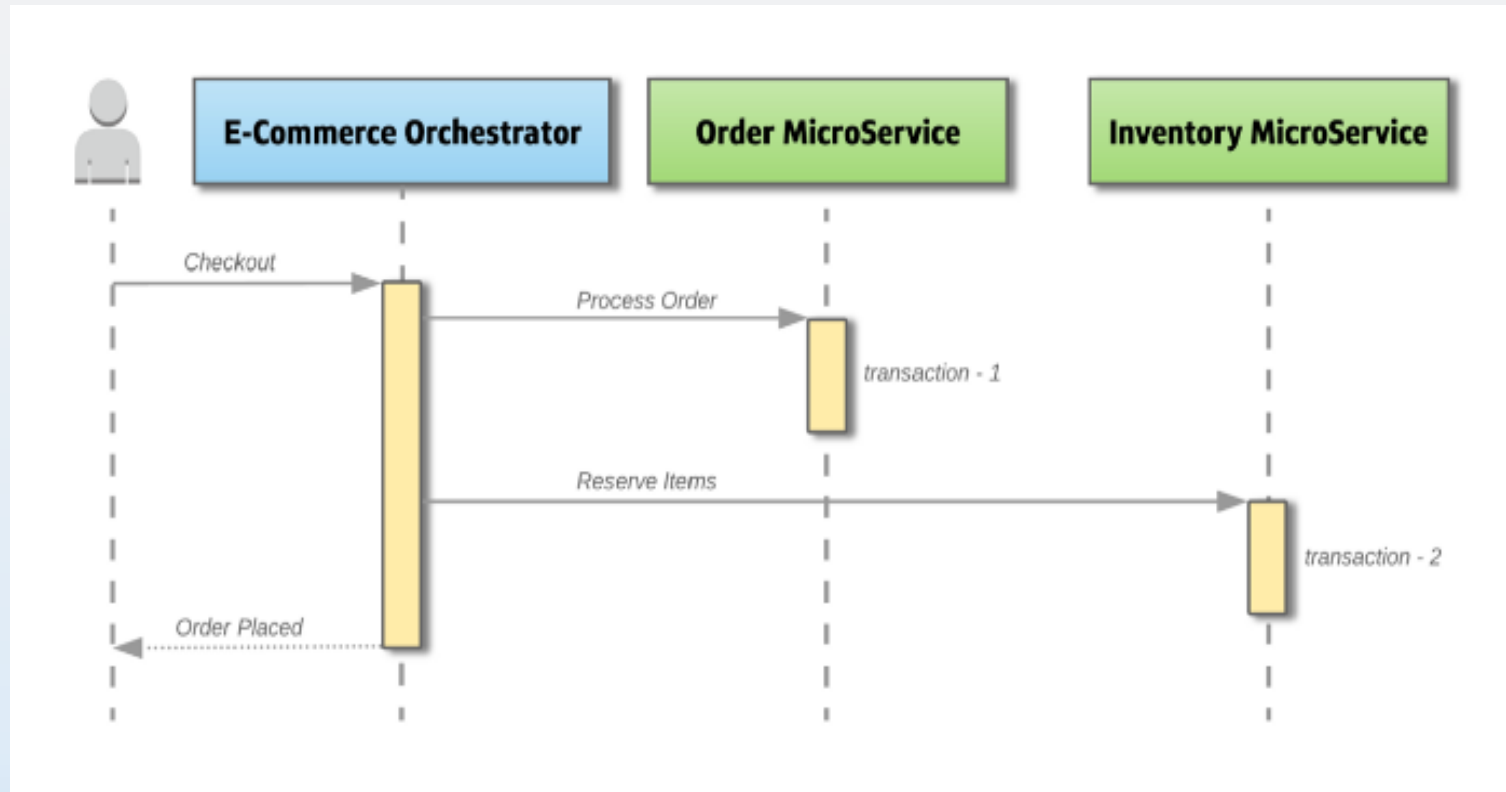 E-Commerce Orchestrator
Order MicroService
Inventory MicroService
Checkout
Process Order
transaction - 1
Reserve Items
transaction - 2
Order Placed